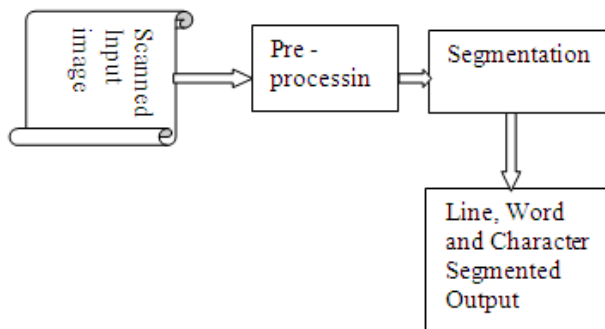 Scanned
Input
image
Pre -
processin
Segmentation
Line, Word
and Character
Segmented
Output